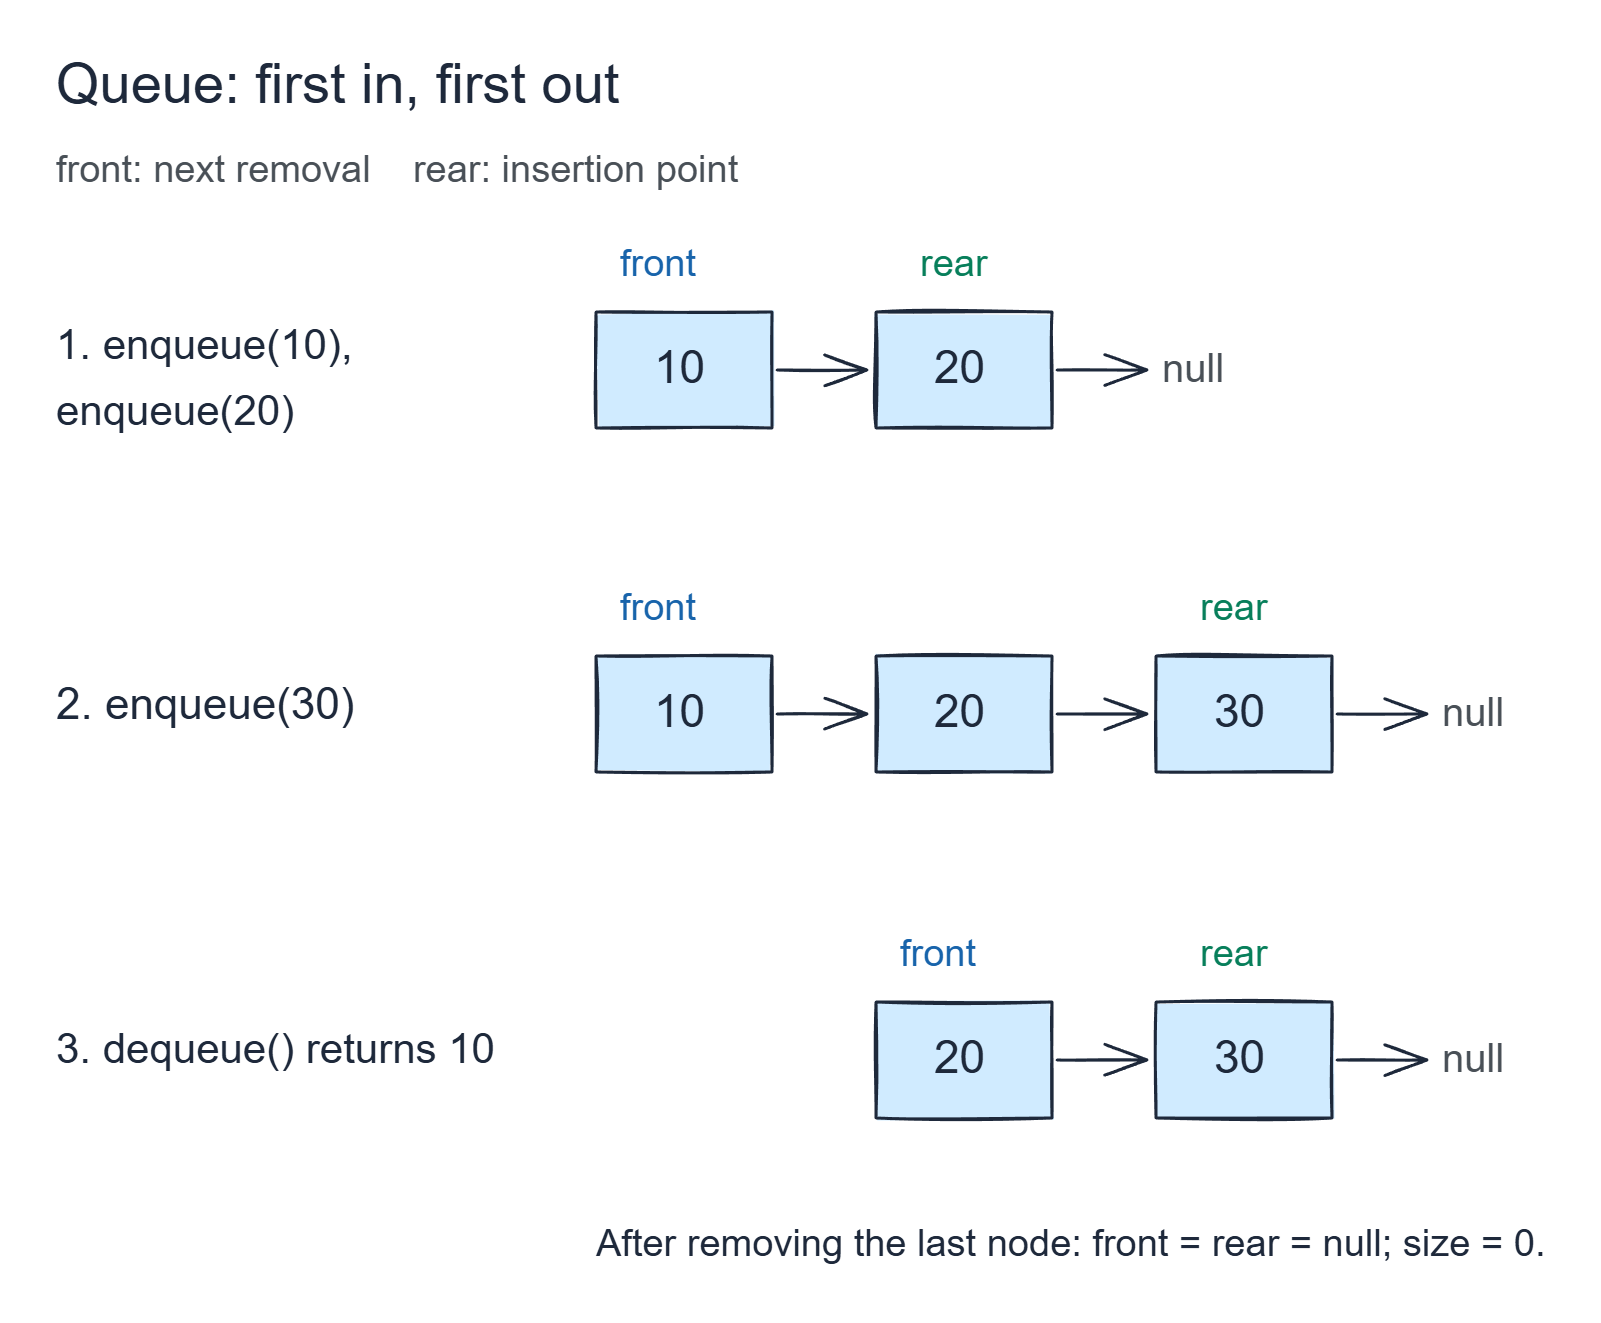 Queue: first in, first out
front: next removal    rear: insertion point
front rear
1. enqueue(10),
enqueue(20)
10 20 null
front rear
2. enqueue(30)
10 20 30 null
front rear
3. dequeue() returns 10
20 30 null
After removing the last node: front = rear = null; size = 0.